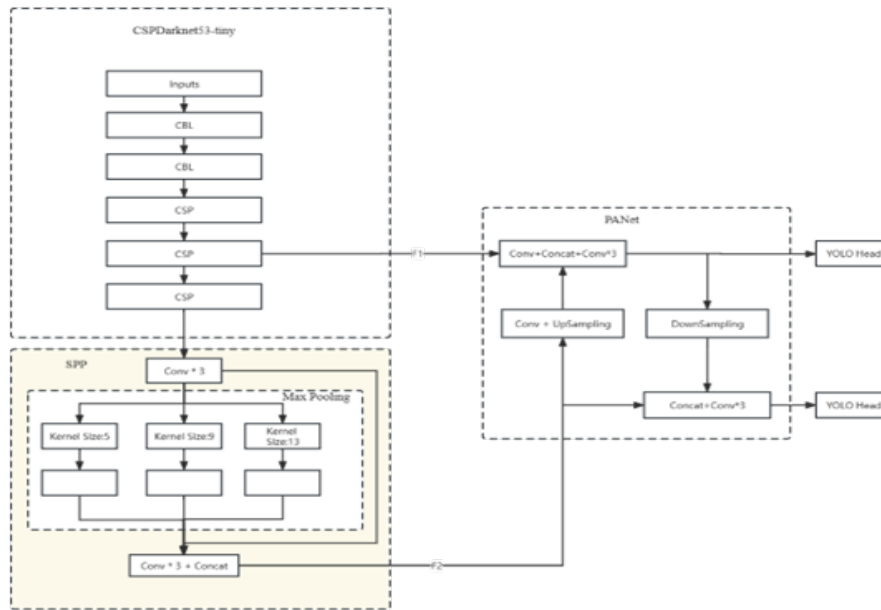 CSPDarknet53-tiny
Inputs
CBL
CBL
CSP
CSP
CSP
F1
PANet
Conv+Concat+Conv*3
YOLO Head
Conv + UpSampling
DownSampling
Concat+Conv*3
YOLO Head
SPP
Conv * 3
Max Pooling
Kernel Size:5
Kernel Size:9
Kernel
Size:13
Conv * 3 + Concat
F2